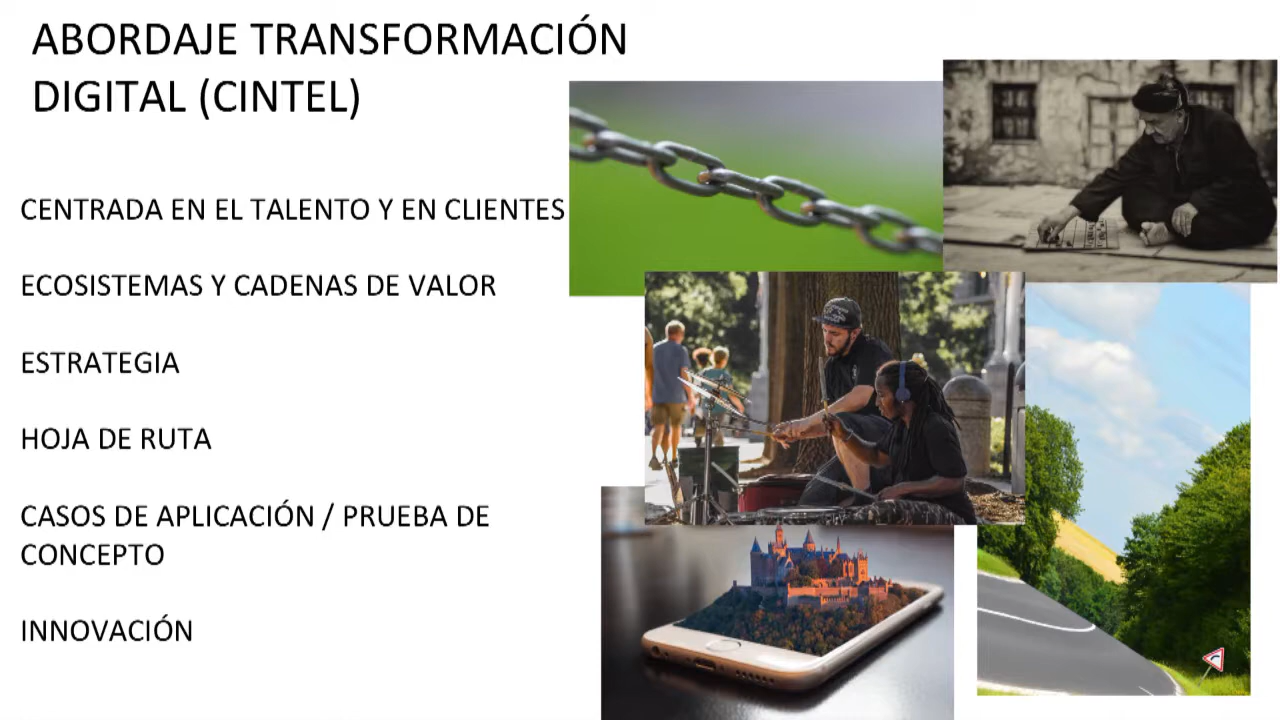 ABORDAJE TRANSFORMACIÓN
DIGITAL (CINTEL)
CENTRADA EN EL TALENTO Y EN CLIENTES
ECOSISTEMAS Y CADENAS DE VALOR
ESTRATEGIA
HOJA DE RUTA
CASOS DE APLICACIÓN / PRUEBA DE
CONCEPTO
INNOVACIÓN